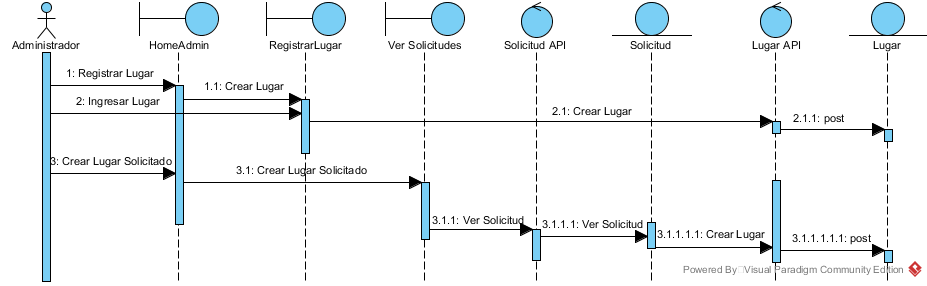 Administrador
HomeAdmin
RegistrarLugar
Ver Solicitudes
Solicitud API
Solicitud
Lugar API
Lugar
1: Registrar Lugar
1.1: Crear Lugar
2: Ingresar Lugar
2.1: Crear Lugar
2.1.1: post
3: Crear Lugar Solicitado
3.1: Crear Lugar Solicitado
3.1.1: Ver Solicitud
3.1.1.1: Ver Solicitud
3.1.1.1.1: Crear Lugar
3.1.1.1.1.1: post
Powered By Visual Paradigm Community Edition